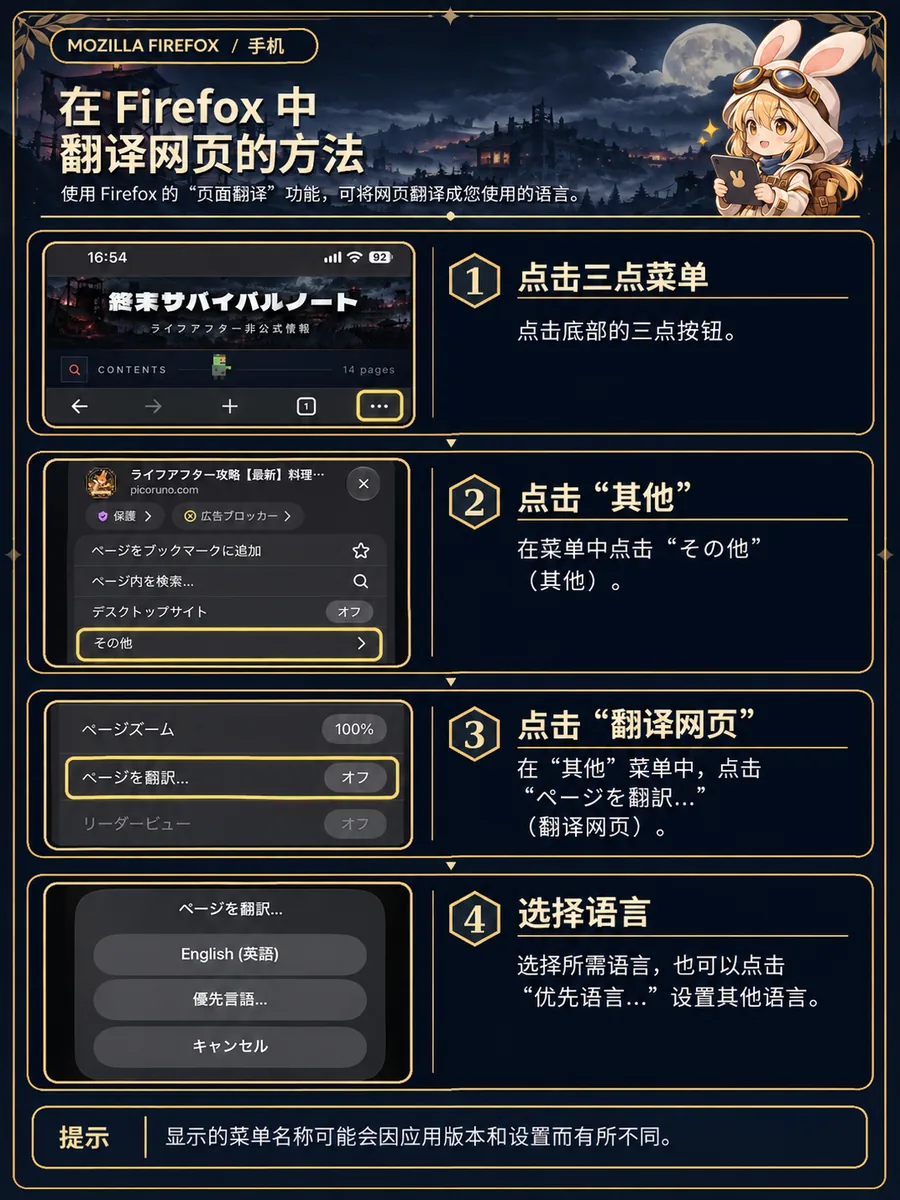 MOZILLA FIREFOX / 手机
在 Firefox 中
翻译网页的方法
使用 Firefox 的“页面翻译”功能，可将网页翻译成您使用的语言。
16:54
92
終末サバイバルノート
ライフアフター非公式情報
CONTENTS
14 pages
1
1
点击三点菜单
点击底部的三点按钮。
ライフアフター攻略【最新】料理…
picoruno.com
保護
広告ブロッカー
ページをブックマークに追加
ページ内を検索...
デスクトップサイト
オフ
その他
2
点击“其他”
在菜单中点击“その他”
（其他）。
ページズーム
100%
ページを翻訳...
オフ
リーダービュー
オフ
3
点击“翻译网页”
在“其他”菜单中，点击
“ページを翻訳...”
（翻译网页）。
ページを翻訳...
English (英語)
優先言語...
キャンセル
4
选择语言
选择所需语言，也可以点击
“优先语言...”设置其他语言。
提示
显示的菜单名称可能会因应用版本和设置而有所不同。